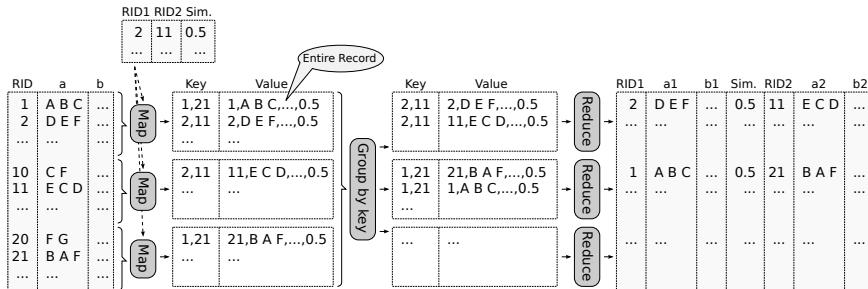 RID1 RID2 Sim.
2 11 0.5
... ... ...
Entire Record
RID a b
1 A B C ...
2 D E F ...
... ...
10 C F ...
11 E C D ...
... ...
20 F G ...
21 B A F ...
... ...
Map
Map
Map
Key Value
1,21 1,A B C,...,0.5
2,11 2,D E F,...,0.5
... ...
2,11 11,E C D,...,0.5
... ...
1,21 21,B A F,...,0.5
... ...
Group by key
Key Value
2,11 2,D E F,...,0.5
2,11 11,E C D,...,0.5
1,21 21,B A F,...,0.5
1,21 1,A B C,...,0.5
...
... ...
Reduce
Reduce
Reduce
RID1 a1 b1 Sim. RID2 a2 b2
2 D E F ... 0.5 11 E C D ...
... ... ... ... ... ...
1 A B C ... 0.5 21 B A F ...
... ... ... ... ... ...
... ... ... ... ... ...